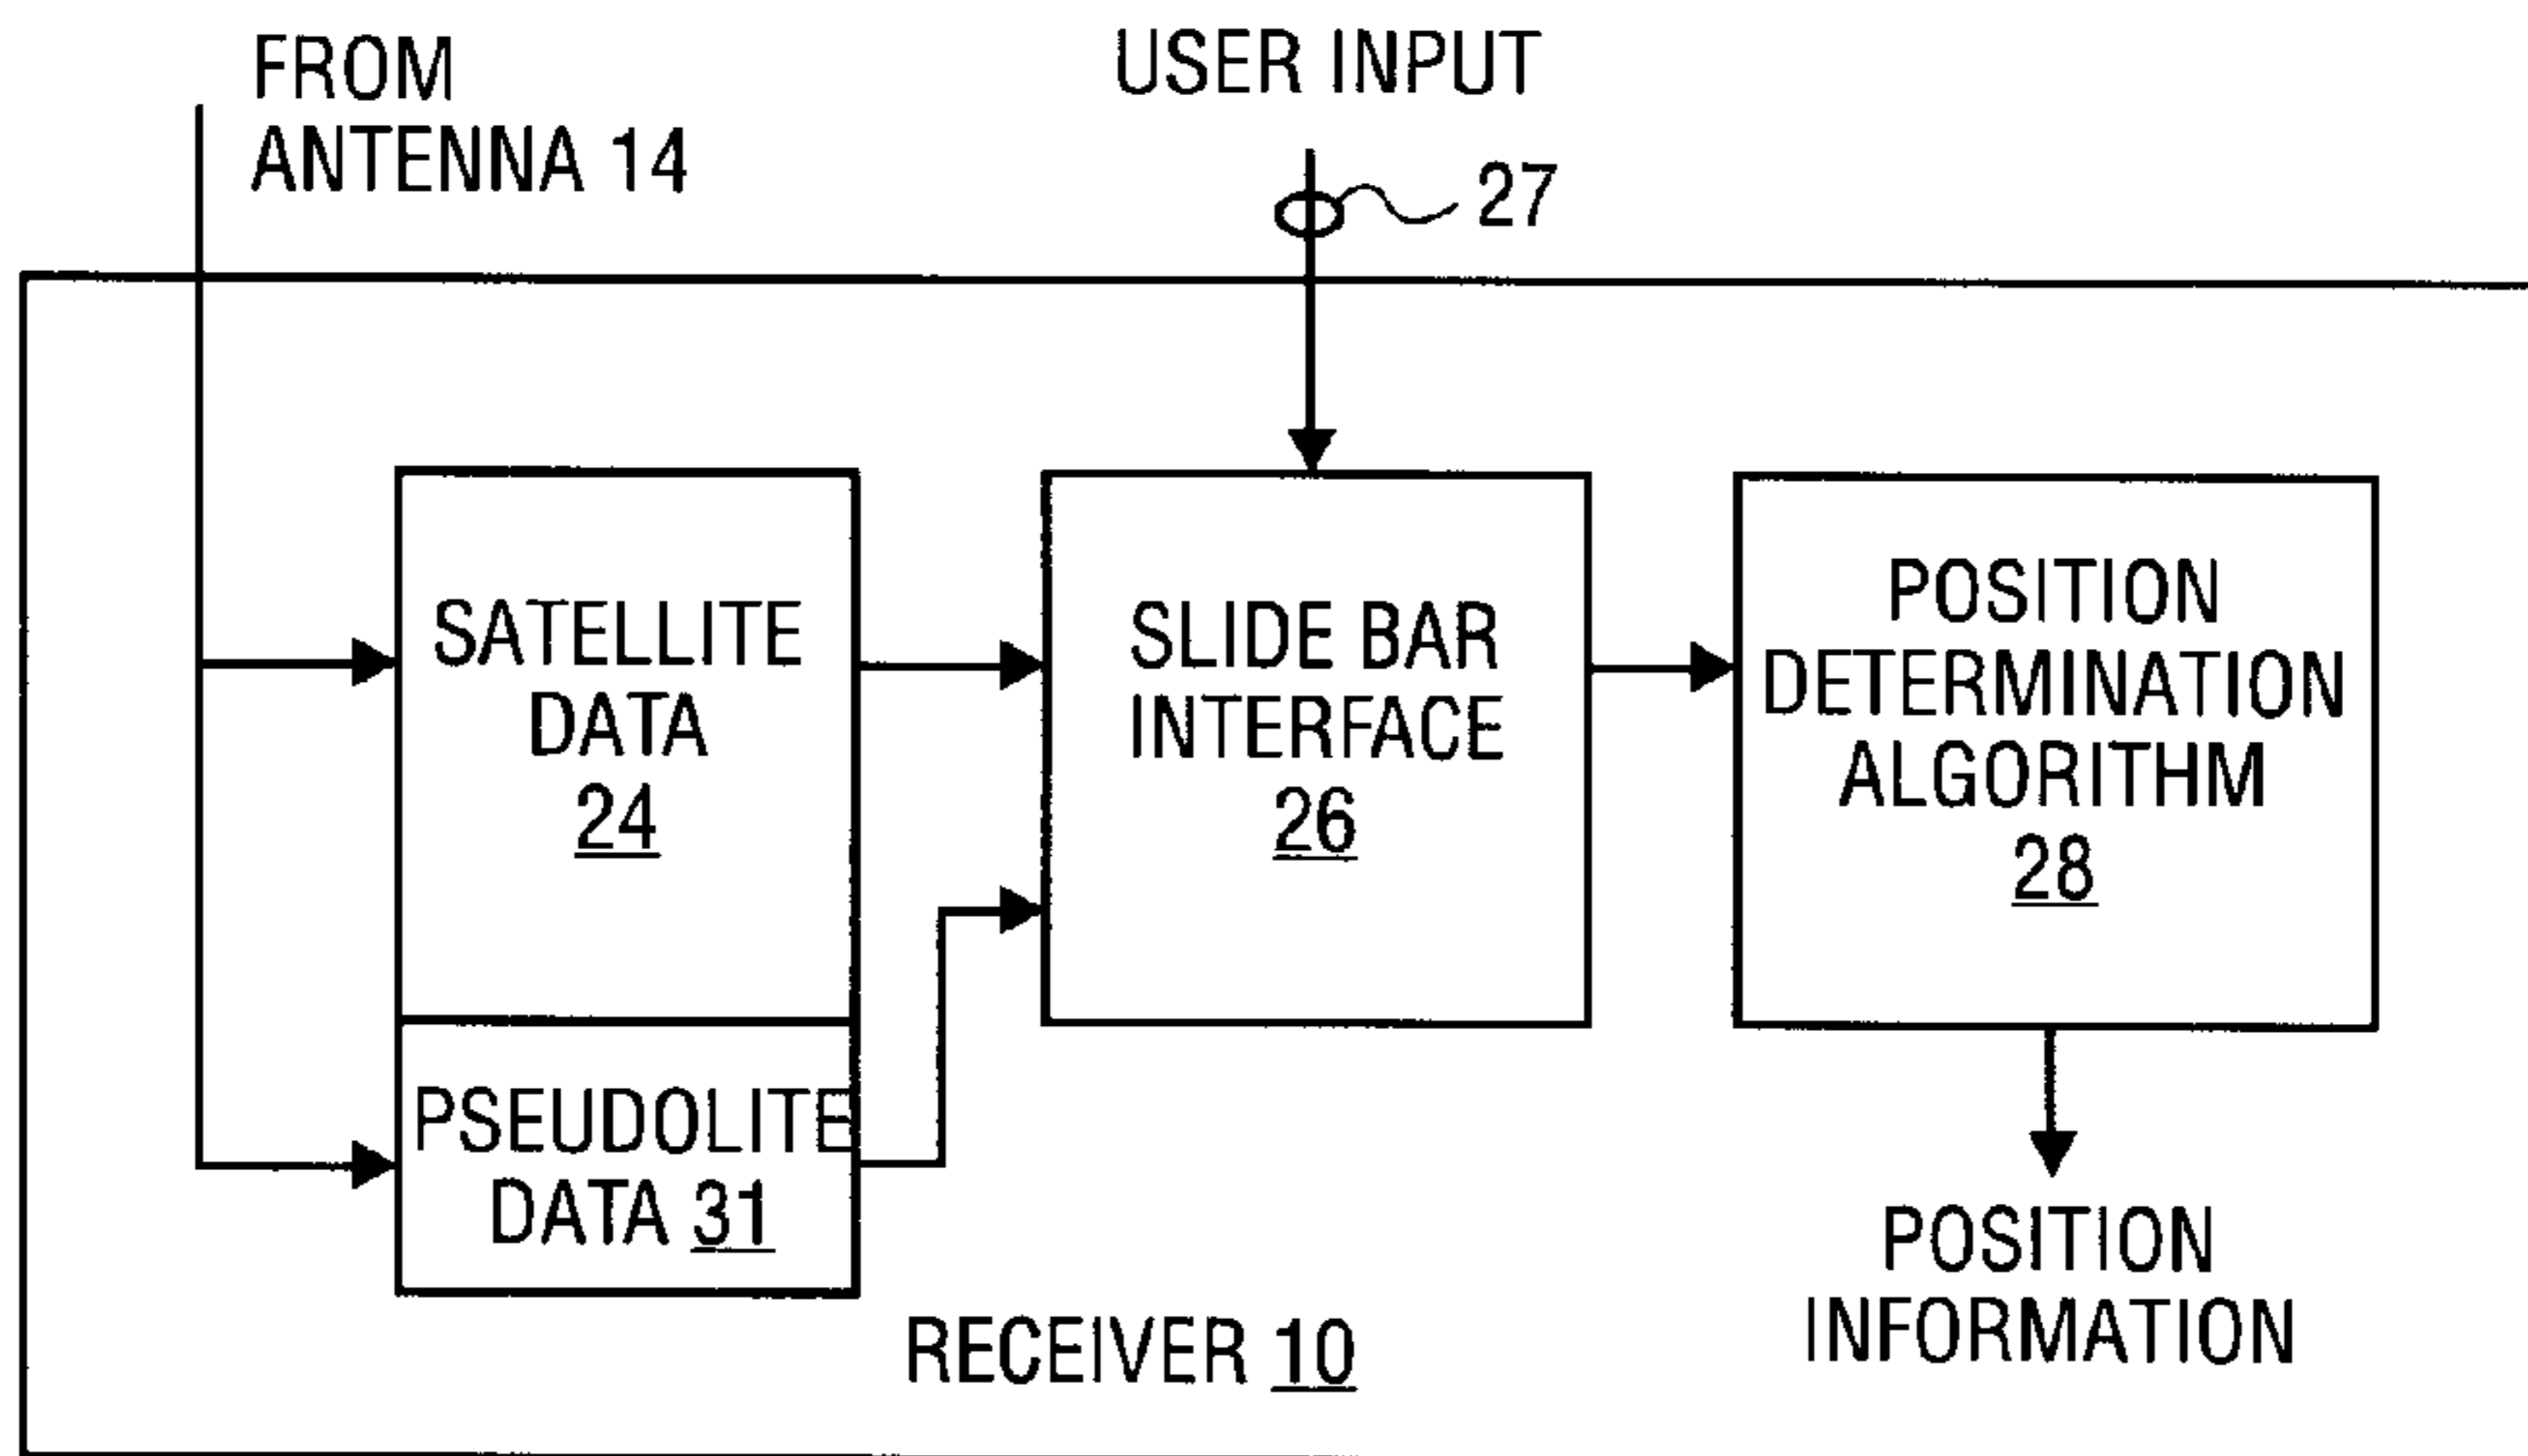 FROM
ANTENNA 14
USER INPUT
27
SATELLITE
DATA
24
PSEUDOLITE
DATA 31
SLIDE BAR
INTERFACE
26
POSITION
DETERMINATION
ALGORITHM
28
POSITION
INFORMATION
RECEIVER 10